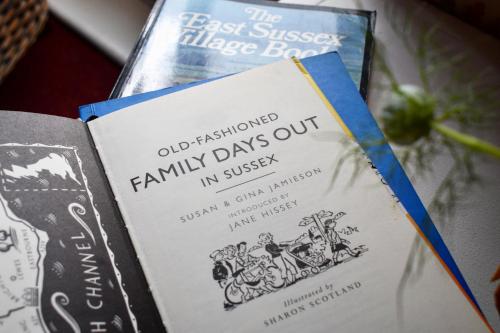 The
East Sussex
Village Book
OLD-FASHIONED
FAMILY DAYS OUT
IN SUSSEX
SUSAN & GINA JAMIESON
INTRODUCED BY
JANE HISSEY
Illustrated by
SHARON SCOTLAND
H CHANNEL